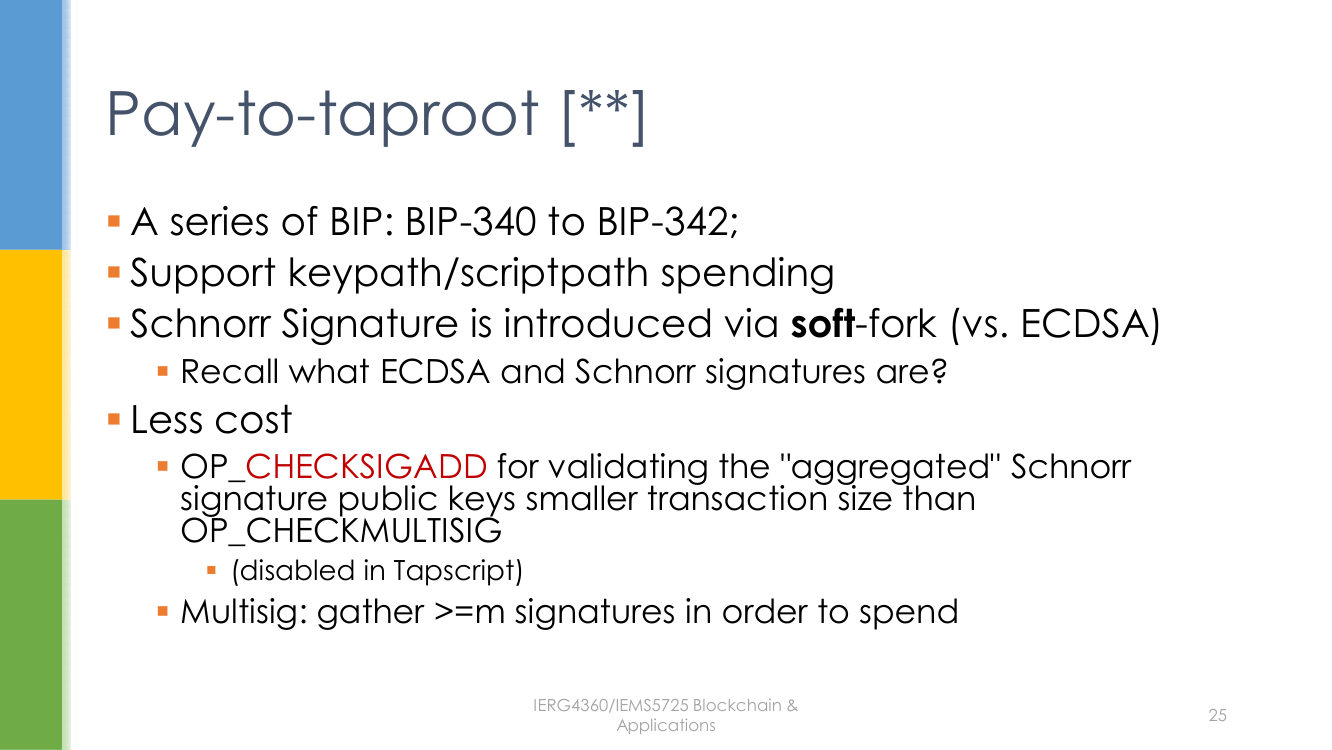 Pay-to-taproot [**]
▪ A series of BIP: BIP-340 to BIP-342;
▪ Support keypath/scriptpath spending
▪ Schnorr Signature is introduced via soft-fork (vs. ECDSA)
▪ Recall what ECDSA and Schnorr signatures are?
▪ Less cost
▪ OP_CHECKSIGADD for validating the "aggregated" Schnorr
signature public keys smaller transaction size than
OP_CHECKMULTISIG
▪ (disabled in Tapscript)
▪ Multisig: gather >=m signatures in order to spend
IERG4360/IEMS5725 Blockchain &
Applications
25